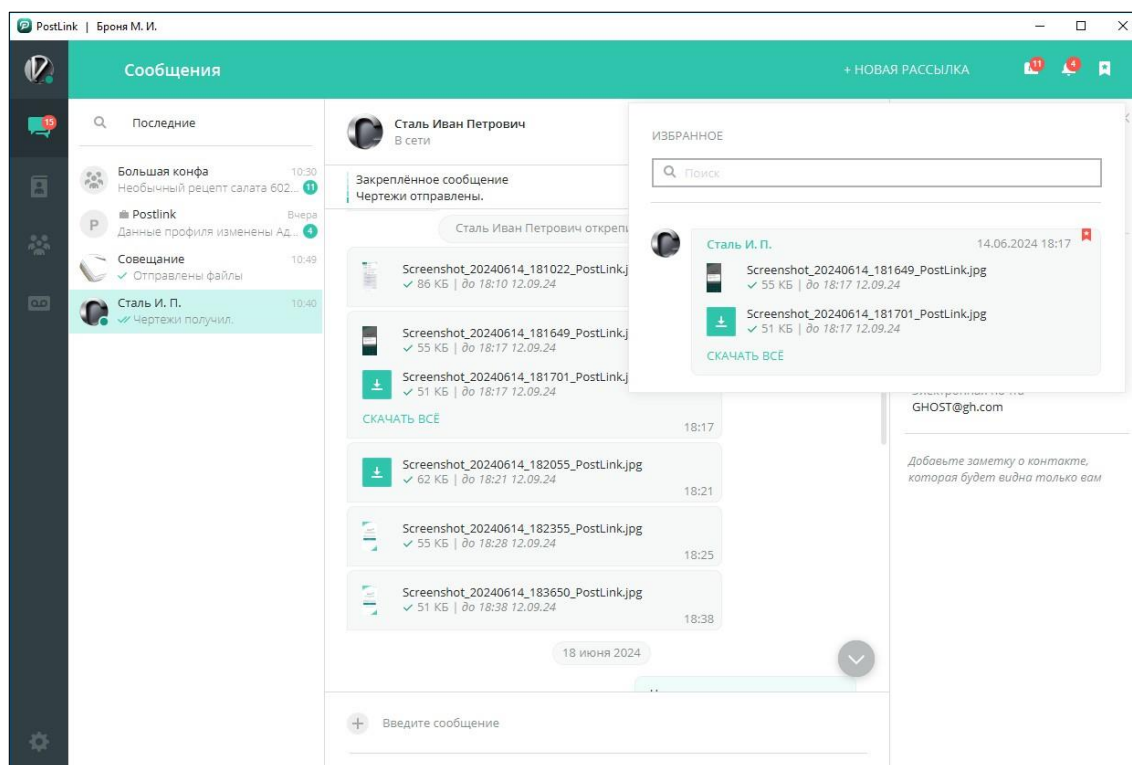 PostLink | Броня М. И.
Сообщения
+ НОВАЯ РАССЫЛКА
11
4
15
Последние
Большая конфа 10:30
Необычный рецепт салата 602... 11
P
Postlink Вчера
Данные профиля изменены Ад... 4
Совещание 10:49
Отправлены файлы
Сталь И. П. 10:40
Чертежи получил.
Сталь Иван Петрович
В сети
Закреплённое сообщение
Чертежи отправлены.
Сталь Иван Петрович открепи
Screenshot_20240614_181022_PostLink.j
86 КБ | до 18:10 12.09.24
Screenshot_20240614_181649_PostLink.j
55 КБ | до 18:17 12.09.24
Screenshot_20240614_181701_PostLink.j
51 КБ | до 18:17 12.09.24
СКАЧАТЬ ВСЁ
18:17
Screenshot_20240614_182055_PostLink.jpg
62 КБ | до 18:21 12.09.24
18:21
Screenshot_20240614_182355_PostLink.jpg
55 КБ | до 18:28 12.09.24
18:25
Screenshot_20240614_183650_PostLink.jpg
51 КБ | до 18:38 12.09.24
18:38
18 июня 2024
Введите сообщение
ИЗБРАННОЕ
Поиск
Сталь И. П. 14.06.2024 18:17
Screenshot_20240614_181649_PostLink.jpg
55 КБ | до 18:17 12.09.24
Screenshot_20240614_181701_PostLink.jpg
51 КБ | до 18:17 12.09.24
СКАЧАТЬ ВСЁ
GHOST@gh.com
Добавьте заметку о контакте,
которая будет видна только вам